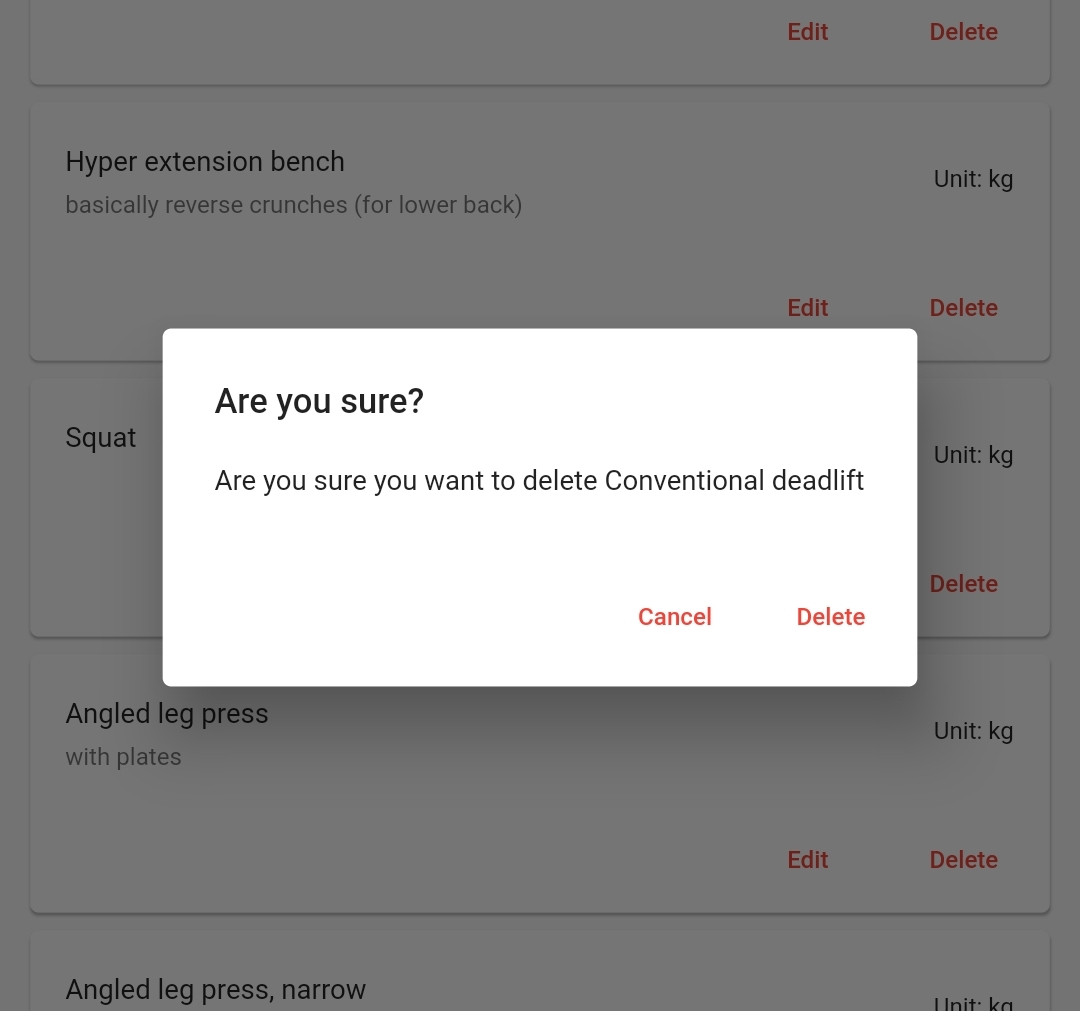 Edit Delete
Hyper extension bench
Unit: kg
basically reverse crunches (for lower back)
Edit Delete
Are you sure?
Squat
Unit: kg
Are you sure you want to delete Conventional deadlift
Delete
Cancel Delete
Angled leg press
Unit: kg
with plates
Edit Delete
Angled leg press, narrow
Unit: kg